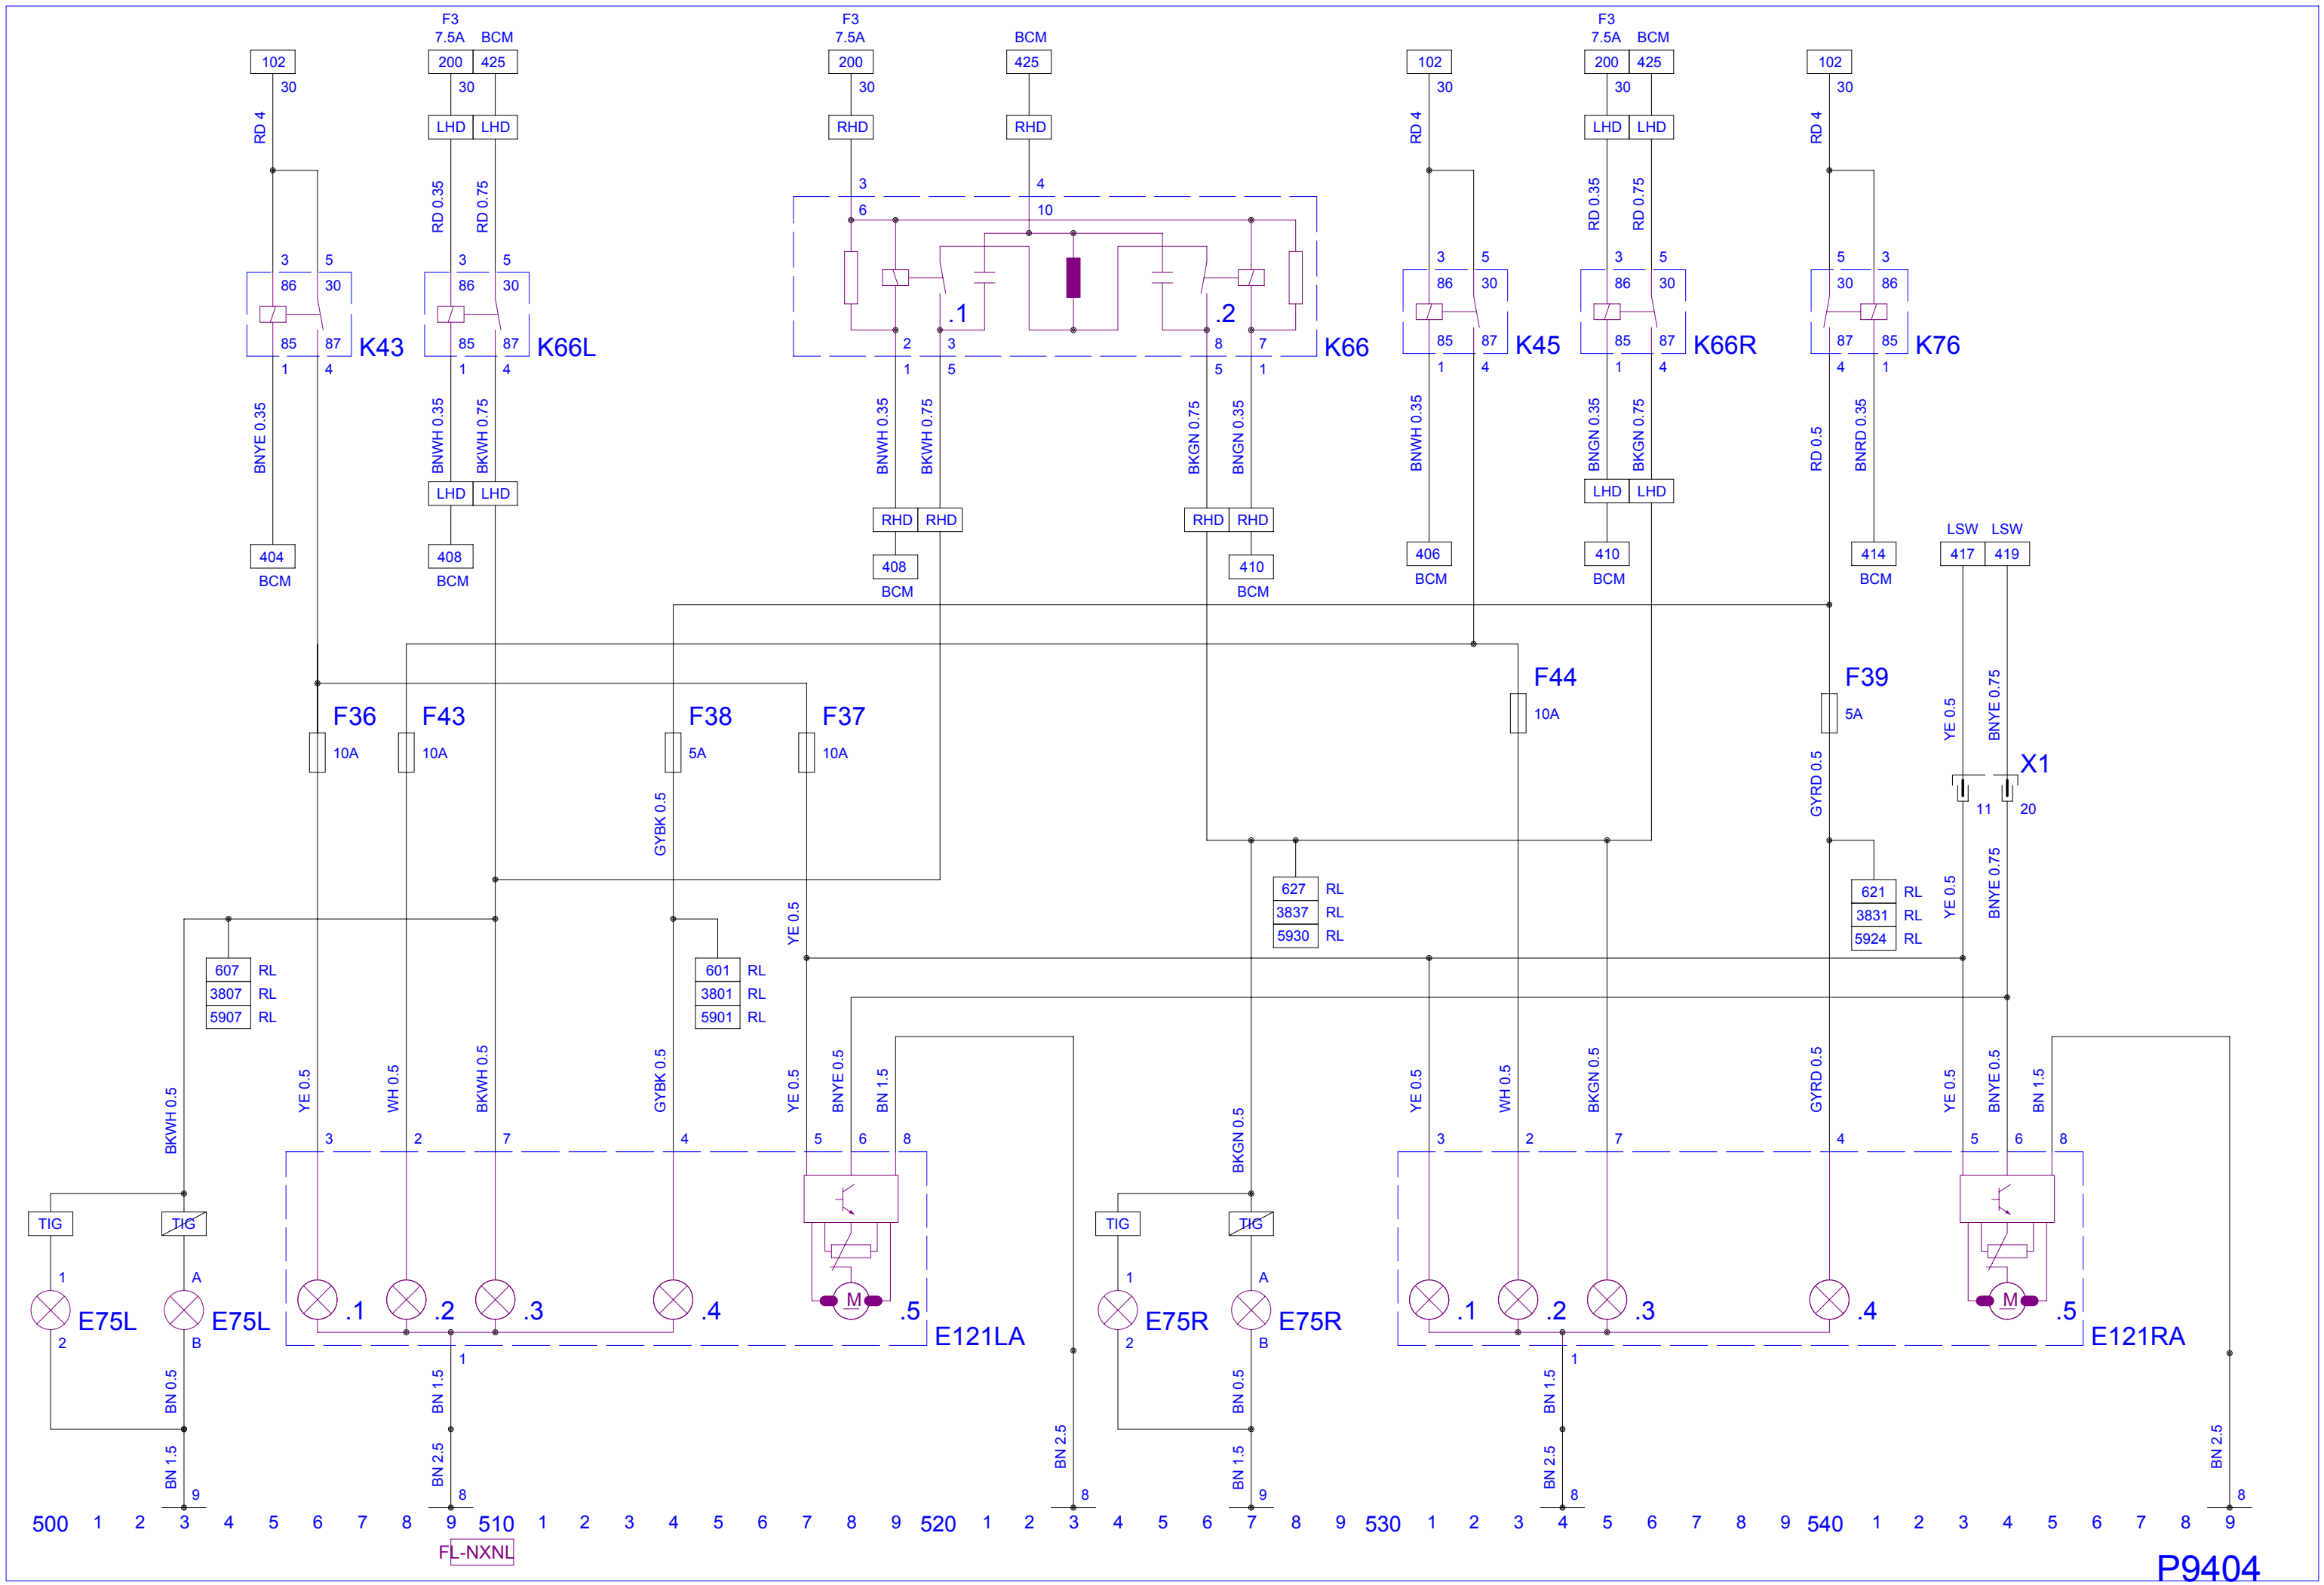 F3 F3 F3
7.5A BCM 7.5A BCM 7.5A BCM
102 200 425 200 425 102 200 425 102
30 30 30 30 30 30
LHD LHD RHD RHD LHD LHD
RD 4 RD 4 RD 4
RD 0.35 RD 0.75 RD 0.35 RD 0.75
3 4
6 10
3 5 3 5 3 5 3 5 5 3
86 30 86 30 86 30 86 30 30 86
.1 .2
85 87 K43 85 87 K66L 2 3 8 7 K66 85 87 K45 85 87 K66R 87 85 K76
1 4 1 4 1 5 5 1 1 4 1 4 4 1
BNYE 0.35 BNWH 0.35 BKWH 0.75 BNWH 0.35 BKWH 0.75 BKGN 0.75 BNGN 0.35 BNWH 0.35 BNGN 0.35 BKGN 0.75 RD 0.5 BNRD 0.35
LHD LHD LHD LHD
RHD RHD RHD RHD
LSW LSW
404 408 408 410 406 410 414 417 419
BCM BCM BCM BCM BCM BCM BCM
F44 F39
10A 5A
YE 0.5 BNYE 0.75
F36 F43 F38 F37
10A 10A 5A 10A
X1
11 20
GYBK 0.5 GYRD 0.5
YE 0.5 YE 0.5 BNYE 0.75
627 RL
3837 RL
5930 RL
621 RL
3831 RL
5924 RL
607 RL
3807 RL
5907 RL
601 RL
3801 RL
5901 RL
BKWH 0.5 YE 0.5 WH 0.5 BKWH 0.5 GYBK 0.5 YE 0.5 BNYE 0.5 BN 1.5 BKGN 0.5 YE 0.5 WH 0.5 BKGN 0.5 GYRD 0.5 YE 0.5 BNYE 0.5 BN 1.5
3 2 7 4 5 6 8 3 2 7 4 5 6 8
TIG TIG TIG TIG
1 A 1 A
M M
E75L E75L .1 .2 .3 .4 .5 E75R E75R .1 .2 .3 .4 .5
E121LA E121RA
2 B 2 B
1 1
BN 0.5 BN 1.5 BN 0.5 BN 1.5
BN 1.5 BN 2.5 BN 2.5 BN 1.5 BN 2.5 BN 2.5
9 8 8 9 8 8
500 1 2 3 4 5 6 7 8 9 510 1 2 3 4 5 6 7 8 9 520 1 2 3 4 5 6 7 8 9 530 1 2 3 4 5 6 7 8 9 540 1 2 3 4 5 6 7 8 9
FL-NXNL
P9404